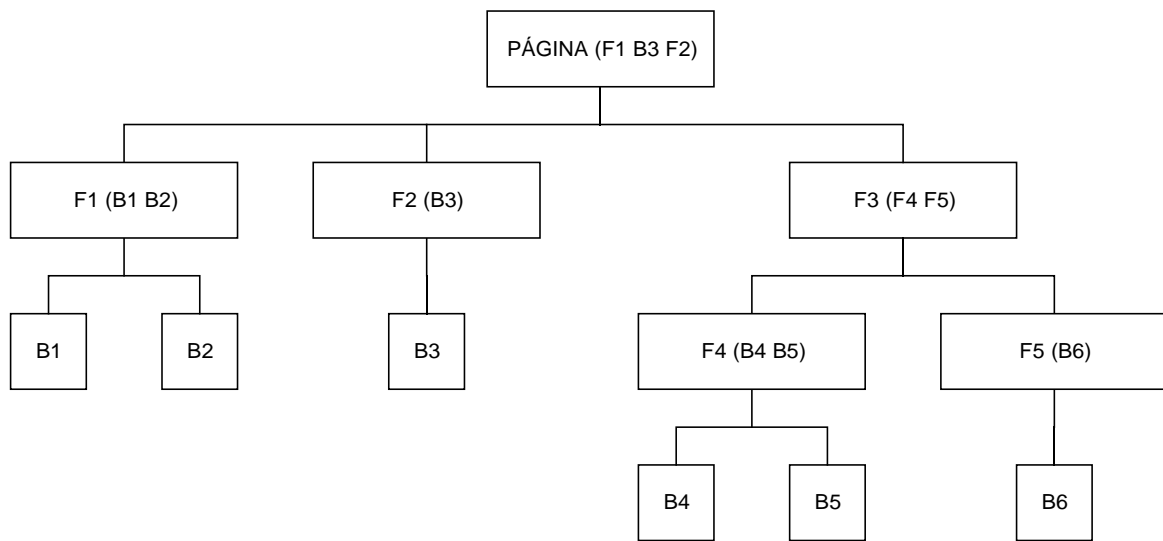 PÁGINA (F1 B3 F2)
F1 (B1 B2)
F2 (B3)
F3 (F4 F5)
B1
B2
B3
F4 (B4 B5)
F5 (B6)
B4
B5
B6